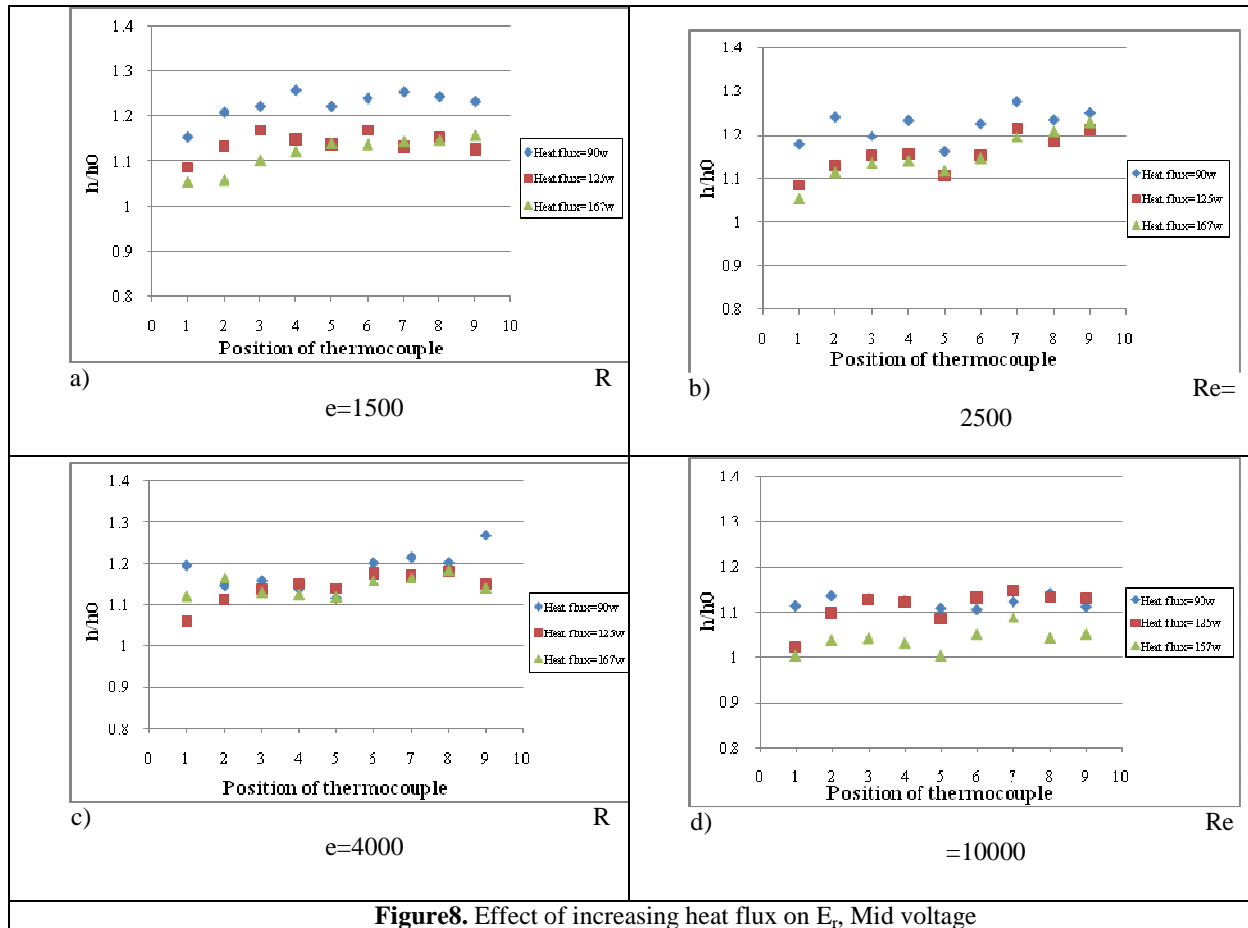 1.4
1.3
1.2
1.1
1
0.9
0.8
h/h0
0 1 2 3 4 5 6 7 8 9 10
Position of thermocouple
Heat flux=90w
Heat flux=125w
Heat flux=167w
a) R
e=1500
1.4
1.3
1.2
1.1
1
0.9
0.8
h/h0
0 1 2 3 4 5 6 7 8 9 10
Position of thermocouple
Heat flux=90w
Heat flux=125w
Heat flux=167w
b) Re=
2500
1.4
1.3
1.2
1.1
1
0.9
0.8
h/h0
0 1 2 3 4 5 6 7 8 9 10
Position of thermocouple
Heat flux=90w
Heat flux=125w
Heat flux=167w
c) R
e=4000
1.4
1.3
1.2
1.1
1
0.9
0.8
h/h0
0 1 2 3 4 5 6 7 8 9 10
Position of thermocouple
Heat flux=90w
Heat flux=
Heat flux=
d) Re
=10000
Figure8. Effect of increasing heat flux on Er, Mid voltage